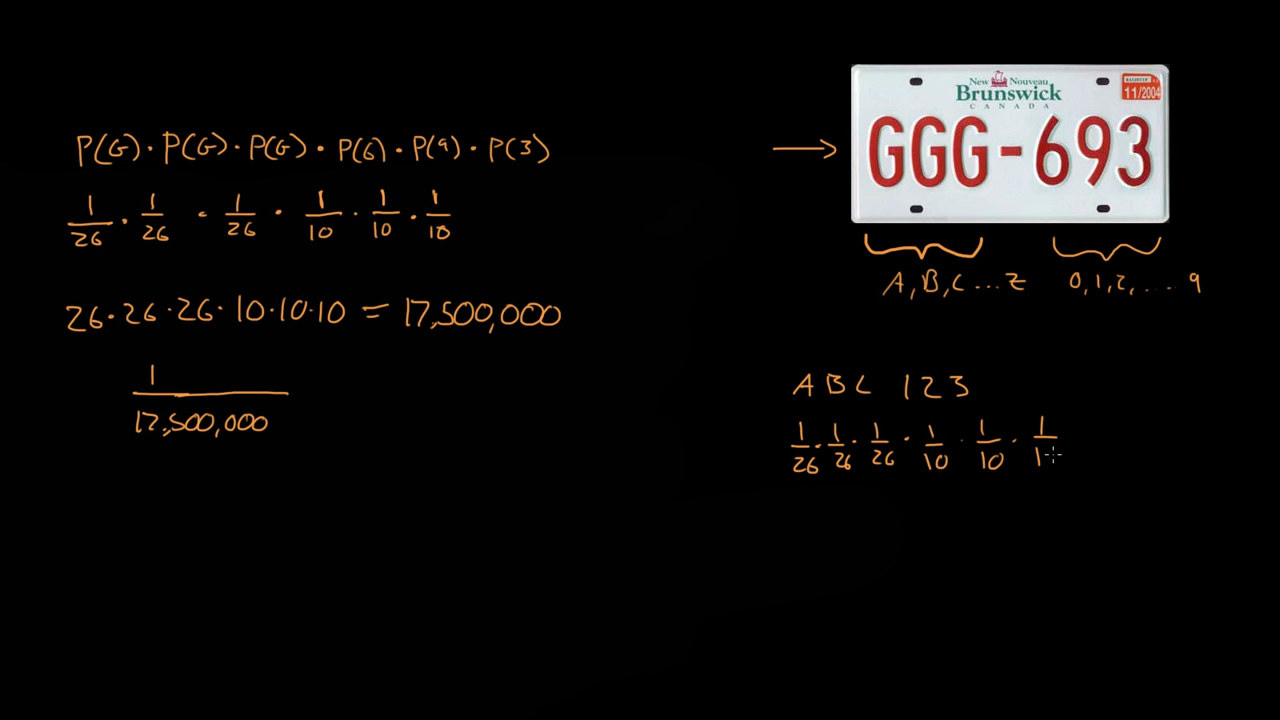 P(G) · P(G) · P(G) · P(6) · P(9) · P(3)
1/26 · 1/26 · 1/26 · 1/10 · 1/10 · 1/10
26 · 26 · 26 · 10 · 10 · 10 = 17,500,000
1
17,500,000
New Nouveau
Brunswick
CANADA
11/2004
GGG-693
A, B, C ... Z
0, 1, 2, .... 9
A B C 1 2 3
1/26 · 1/26 · 1/26 · 1/10 · 1/10 · 1/1